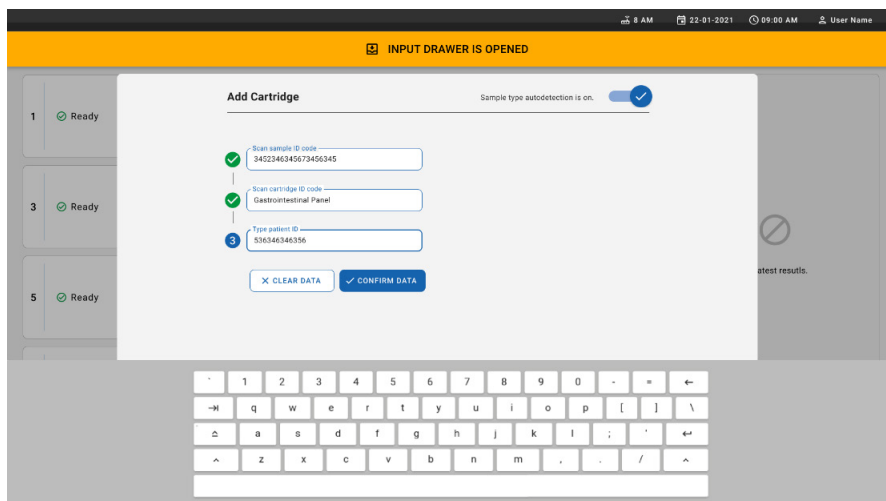 8 AM 22-01-2021 09:00 AM User Name
INPUT DRAWER IS OPENED
Add Cartridge Sample type autodetection is on.
1 Ready
Scan sample ID code
3452346345673456345
Scan cartridge ID code
3 Ready Gastrointestinal Panel
Type patient ID
3 536346346356
atest resutls.
CLEAR DATA CONFIRM DATA
5 Ready
` 1 2 3 4 5 6 7 8 9 0 - = ←
q w e r t y u i o p [ ] \
a s d f g h j k l ; '
z x c v b n m , . /